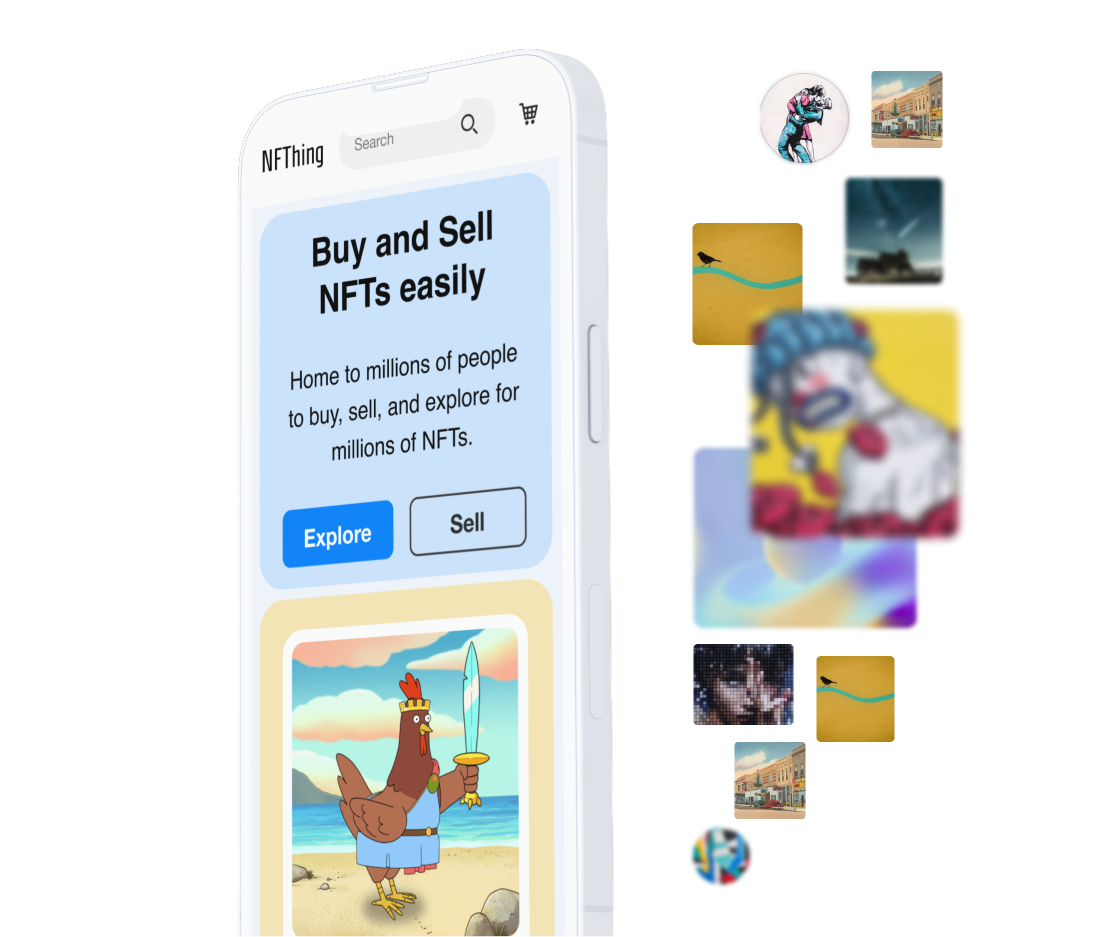 NFThing
Search
Buy and Sell
NFTs easily
Home to millions of people
to buy, sell, and explore for
millions of NFTs.
Explore
Sell